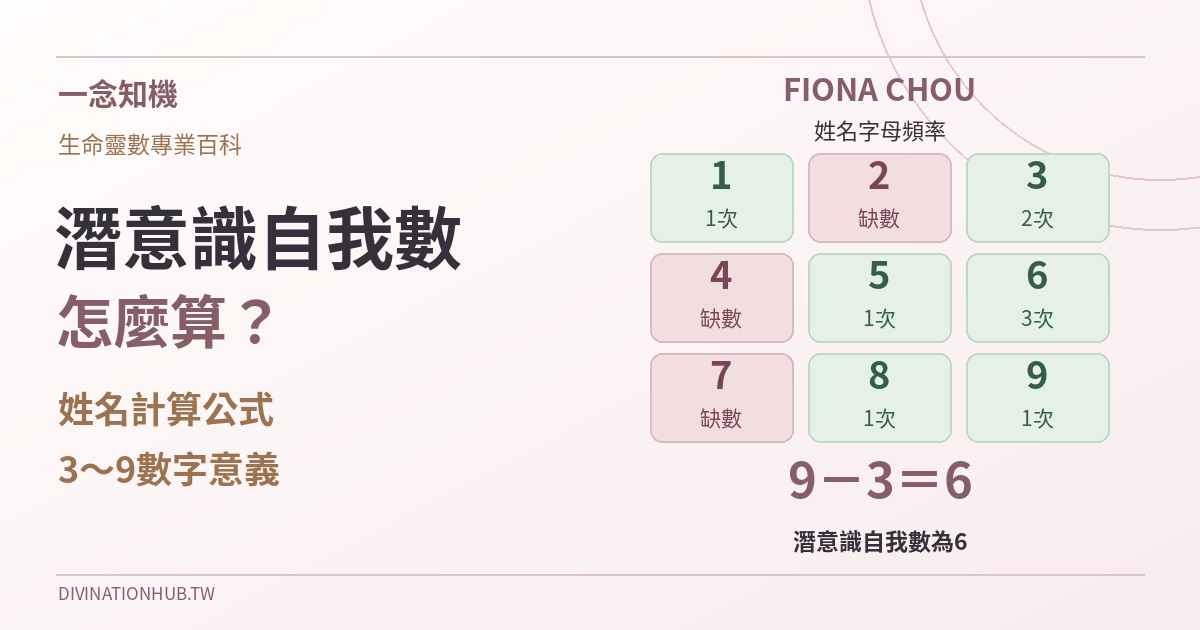 一念知機
生命靈數專業百科
潛意識自我數
怎麼算？
姓名計算公式
3～9數字意義
FIONA CHOU
姓名字母頻率
1
1次
2
缺數
3
2次
4
缺數
5
1次
6
3次
7
缺數
8
1次
9
1次
9－3＝6
潛意識自我數為6
DIVINATIONHUB.TW